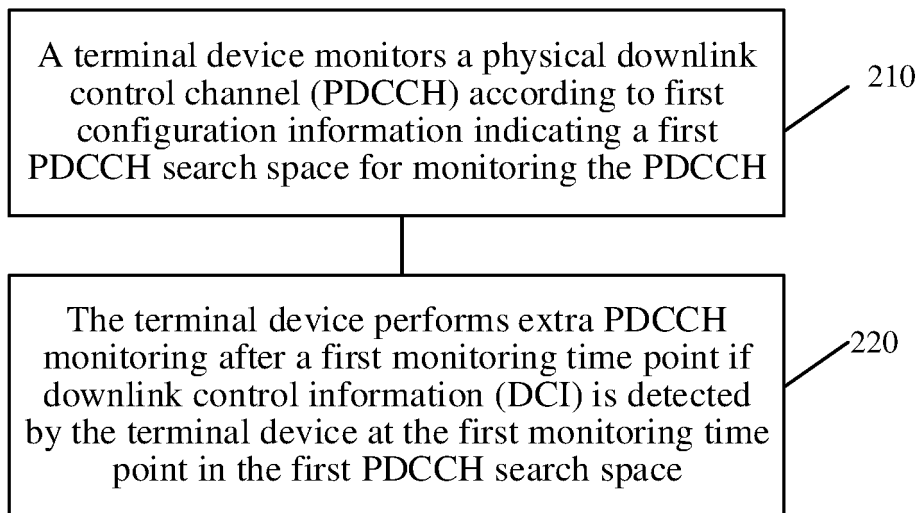 A terminal device monitors a physical downlink
control channel (PDCCH) according to first
configuration information indicating a first
PDCCH search space for monitoring the PDCCH
210
The terminal device performs extra PDCCH
monitoring after a first monitoring time point if
downlink control information (DCI) is detected
by the terminal device at the first monitoring time
point in the first PDCCH search space
220